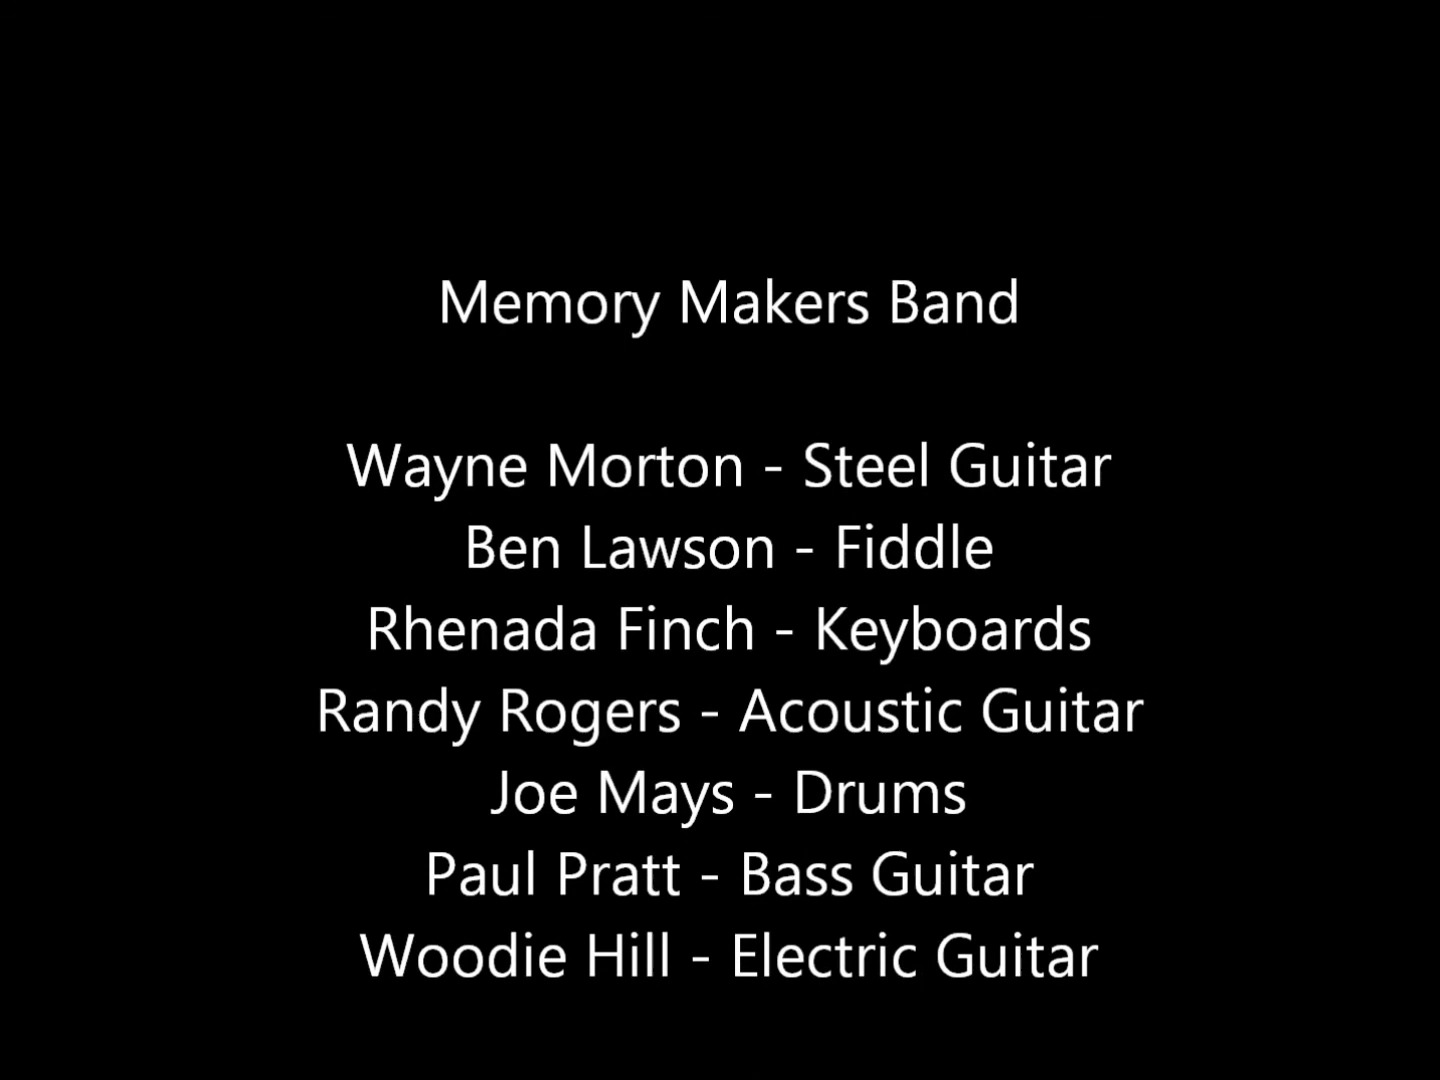 Memory Makers Band
Wayne Morton - Steel Guitar
Ben Lawson - Fiddle
Rhenada Finch - Keyboards
Randy Rogers - Acoustic Guitar
Joe Mays - Drums
Paul Pratt - Bass Guitar
Woodie Hill - Electric Guitar